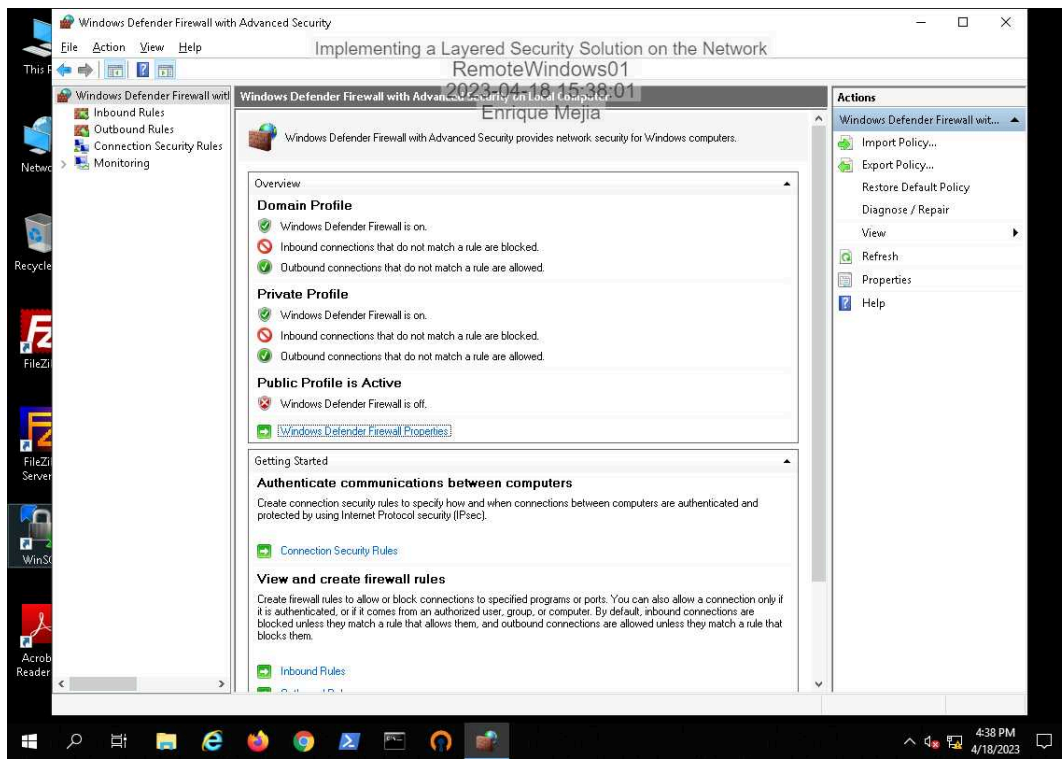 Windows Defender Firewall with Advanced Security
File Action View Help
Implementing a Layered Security Solution on the Network
RemoteWindows01
2023-04-18 15:38:01
Enrique Mejia
This P
Netwo
Recycle
FileZil
FileZil
Server
WinSC
Acrob
Reader
Windows Defender Firewall with
Inbound Rules
Outbound Rules
Connection Security Rules
Monitoring
Windows Defender Firewall with Advanced Security on Local Computer
Windows Defender Firewall with Advanced Security provides network security for Windows computers.
Overview
Domain Profile
Windows Defender Firewall is on.
Inbound connections that do not match a rule are blocked.
Outbound connections that do not match a rule are allowed.
Private Profile
Windows Defender Firewall is on.
Inbound connections that do not match a rule are blocked.
Outbound connections that do not match a rule are allowed.
Public Profile is Active
Windows Defender Firewall is off.
Windows Defender Firewall Properties
Getting Started
Authenticate communications between computers
Create connection security rules to specify how and when connections between computers are authenticated and
protected by using Internet Protocol security (IPsec).
Connection Security Rules
View and create firewall rules
Create firewall rules to allow or block connections to specified programs or ports. You can also allow a connection only if
it is authenticated, or if it comes from an authorized user, group, or computer. By default, inbound connections are
blocked unless they match a rule that allows them, and outbound connections are allowed unless they match a rule that
blocks them.
Inbound Rules
Actions
Windows Defender Firewall wit...
Import Policy...
Export Policy...
Restore Default Policy
Diagnose / Repair
View
Refresh
Properties
Help
4:38 PM
4/18/2023